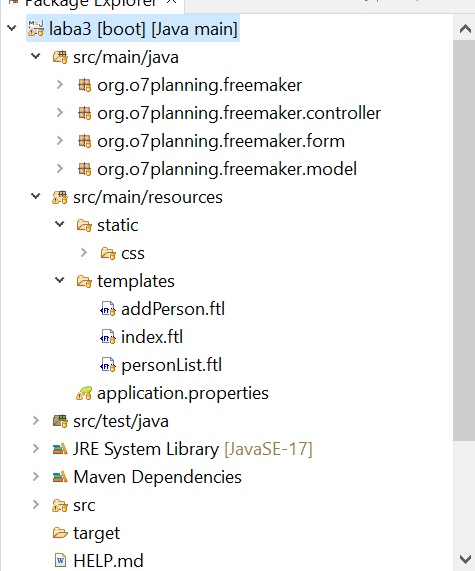 Package Explorer
laba3 [boot] [Java main]
src/main/java
org.o7planning.freemaker
org.o7planning.freemaker.controller
org.o7planning.freemaker.form
org.o7planning.freemaker.model
src/main/resources
static
css
templates
addPerson.ftl
index.ftl
personList.ftl
application.properties
src/test/java
JRE System Library [JavaSE-17]
Maven Dependencies
src
target
HELP.md